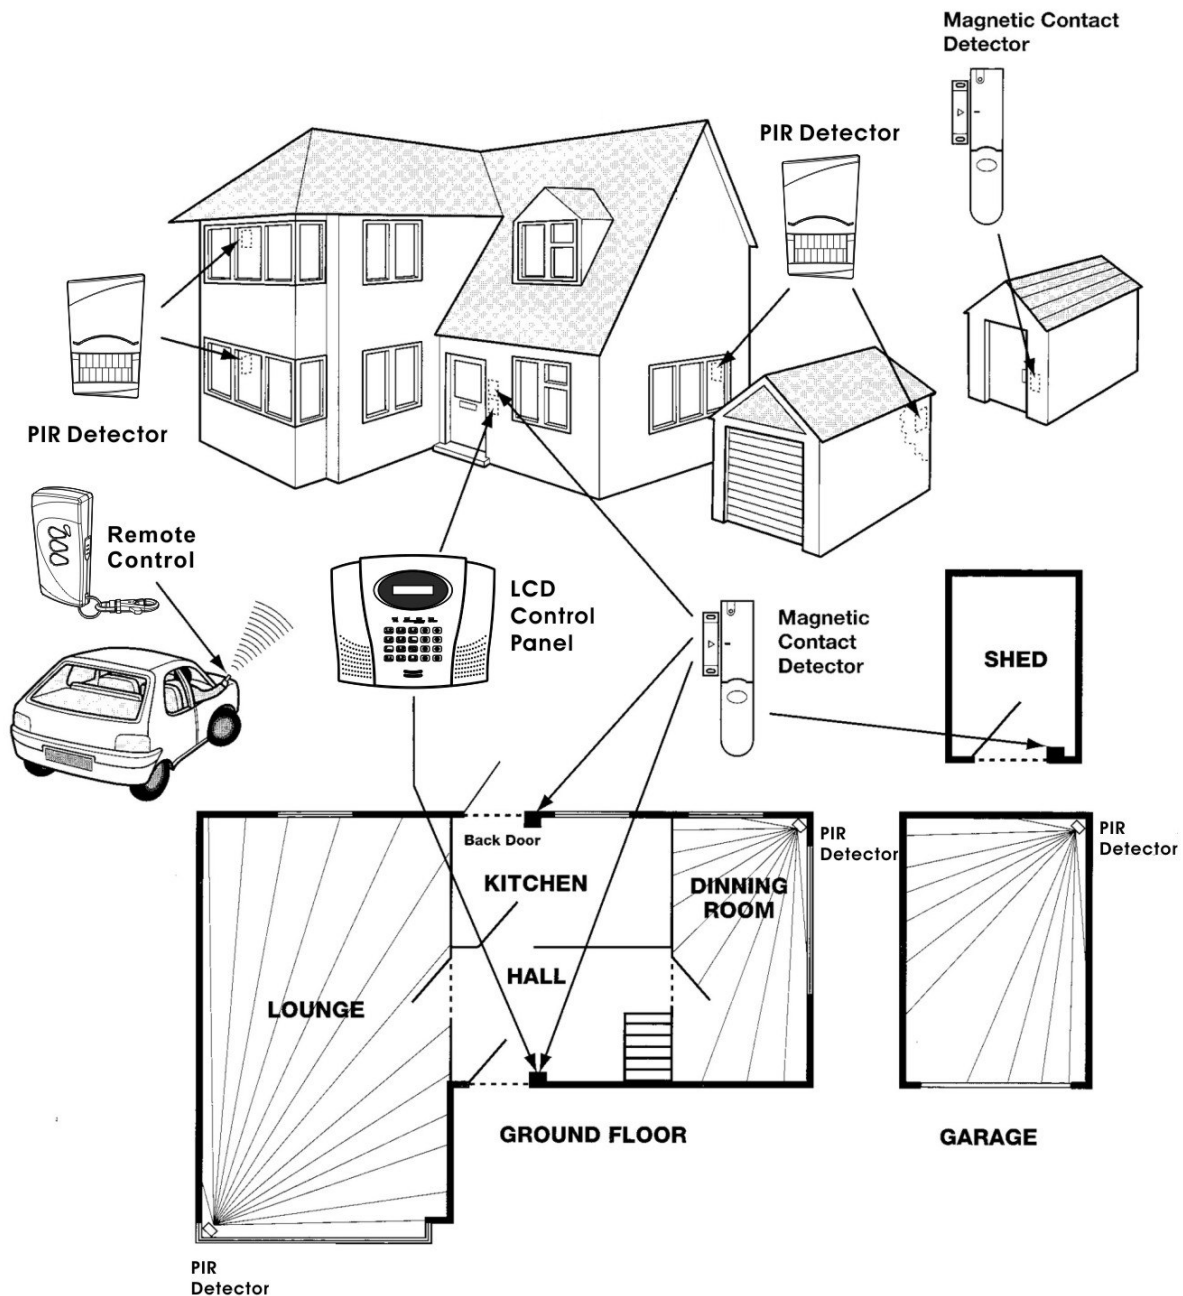 Magnetic Contact
Detector
PIR Detector
PIR Detector
Remote
Control
LCD
Control
Panel
Magnetic
Contact
Detector
SHED
Back Door
KITCHEN
DINNING
ROOM
PIR
Detector
PIR
Detector
HALL
LOUNGE
GROUND FLOOR
GARAGE
PIR
Detector